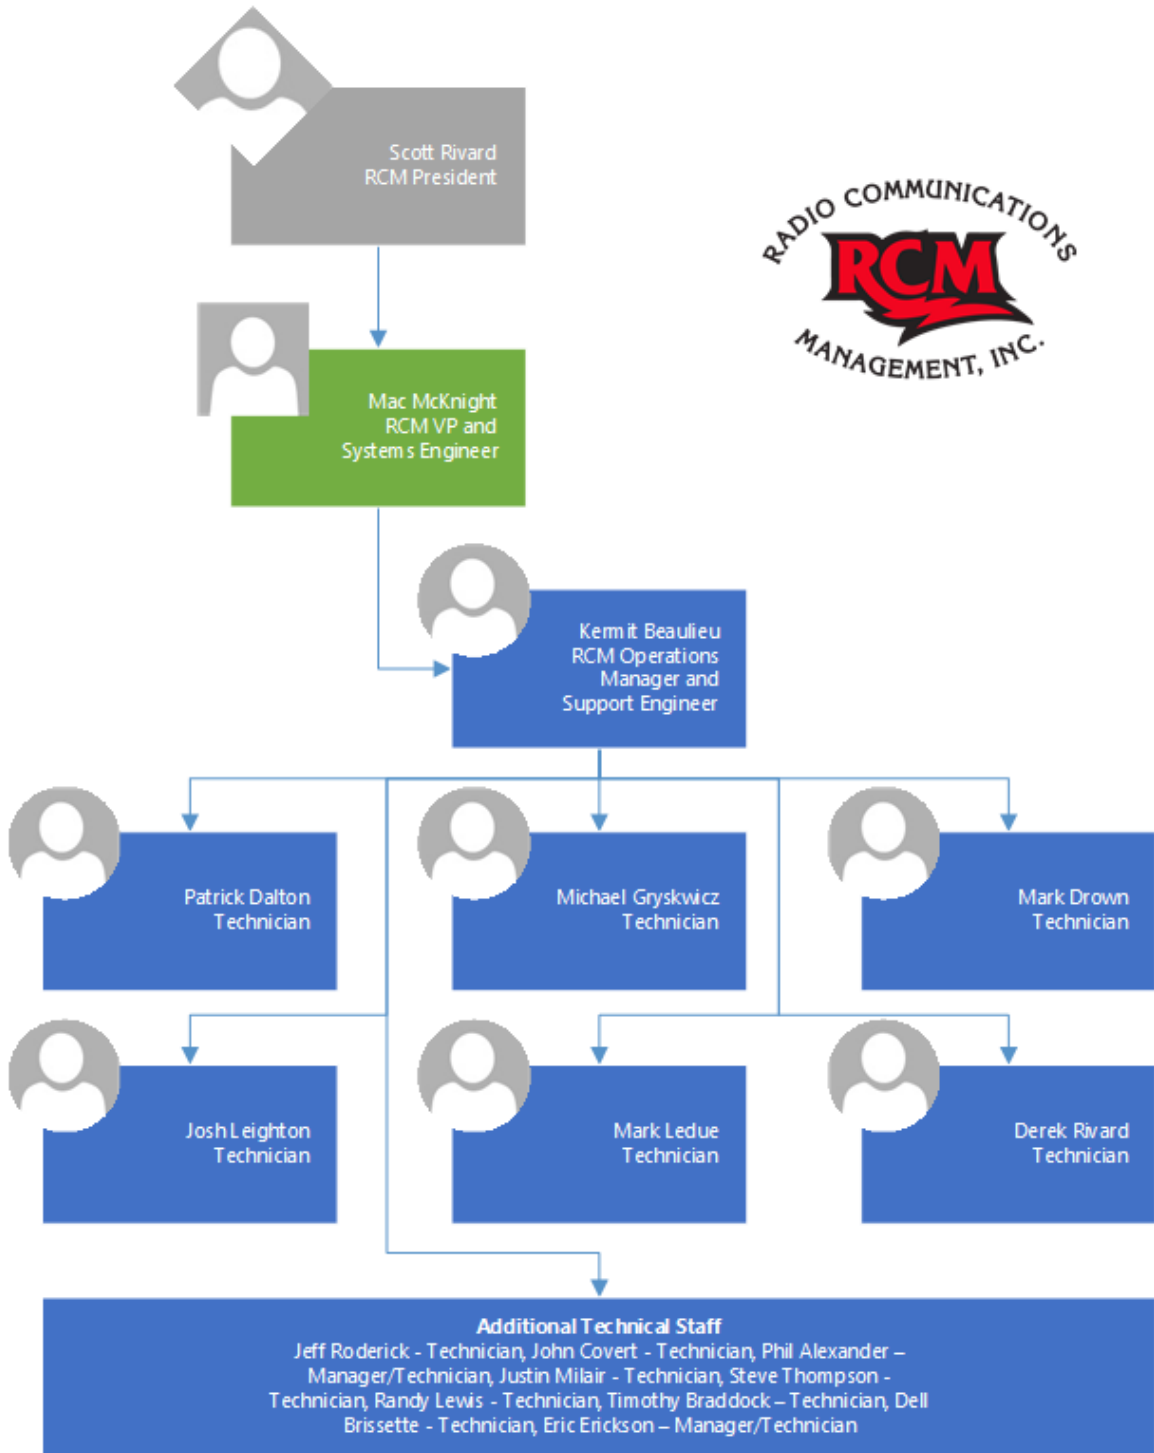 Scott Rivard
RCM President
RADIO COMMUNICATIONS
RCM
MANAGEMENT, INC.
Mac McKnight
RCM VP and
Systems Engineer
Kermit Beaulieu
RCM Operations
Manager and
Support Engineer
Patrick Dalton
Technician
Michael Gryskwicz
Technician
Mark Drown
Technician
Josh Leighton
Technician
Mark Ledue
Technician
Derek Rivard
Technician
Additional Technical Staff
Jeff Roderick - Technician, John Covert - Technician, Phil Alexander –
Manager/Technician, Justin Milair - Technician, Steve Thompson -
Technician, Randy Lewis - Technician, Timothy Braddock – Technician, Dell
Brissette - Technician, Eric Erickson – Manager/Technician